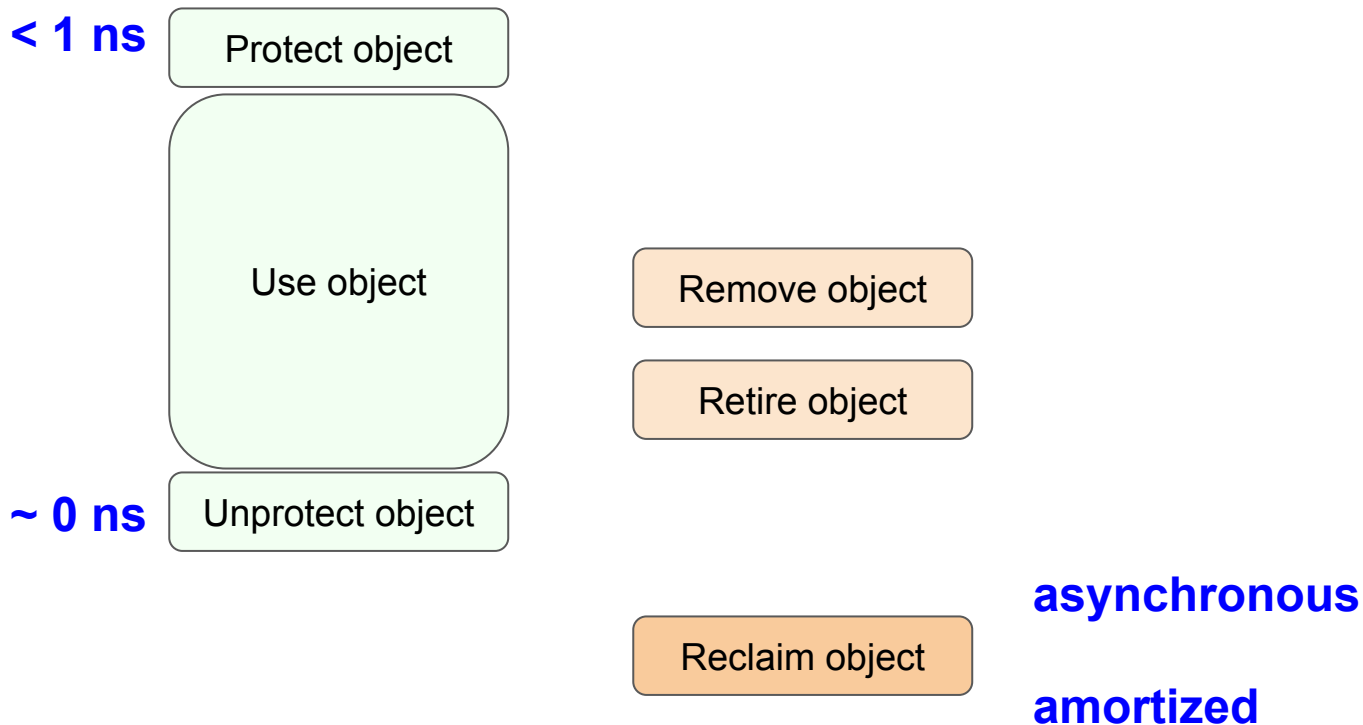 < 1 ns
Protect object
Use object
Remove object
Retire object
~ 0 ns
Unprotect object
asynchronous
Reclaim object
amortized